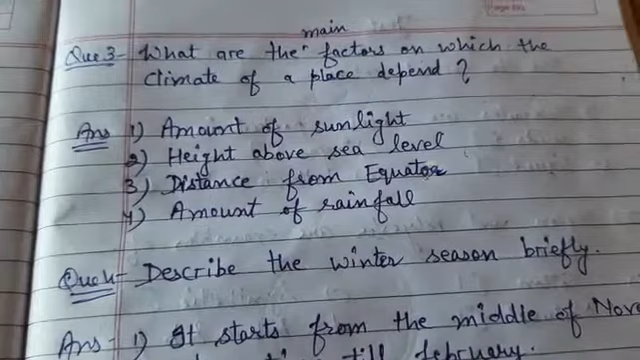 main
Que 3- What are the factors on which the
climate of a place depend ?
Ans 1) Amount of sunlight
2) Height above sea level
3) Distance from Equator
4) Amount of rainfall
Que 4- Describe the winter season briefly.
Ans- 1) It starts from the middle of Nov
till february.